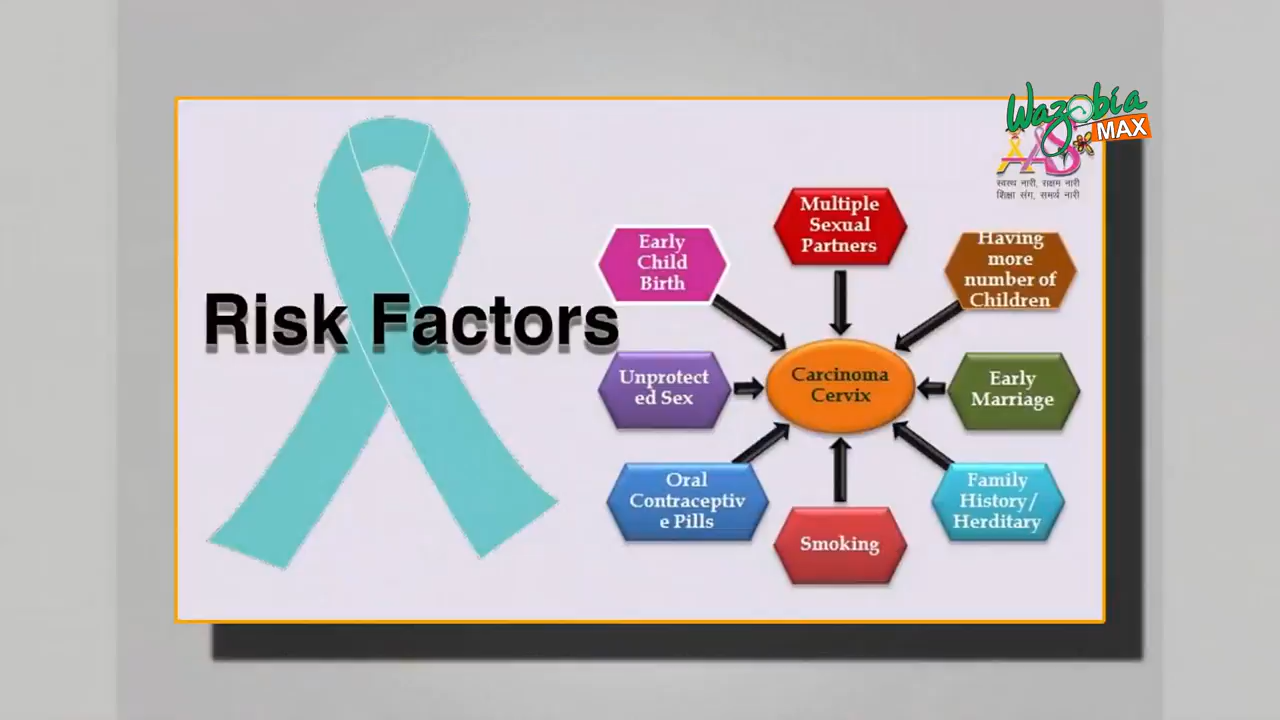 Wazobia
MAX
AAS
स्वस्थ नारी, सक्षम नारी
शिक्षा संग, समर्थ नारी
Risk Factors
Multiple
Sexual
Partners
Early
Child
Birth
Having
more
number of
Children
Unprotect
ed Sex
Carcinoma
Cervix
Early
Marriage
Oral
Contraceptiv
e Pills
Smoking
Family
History/
Herditary